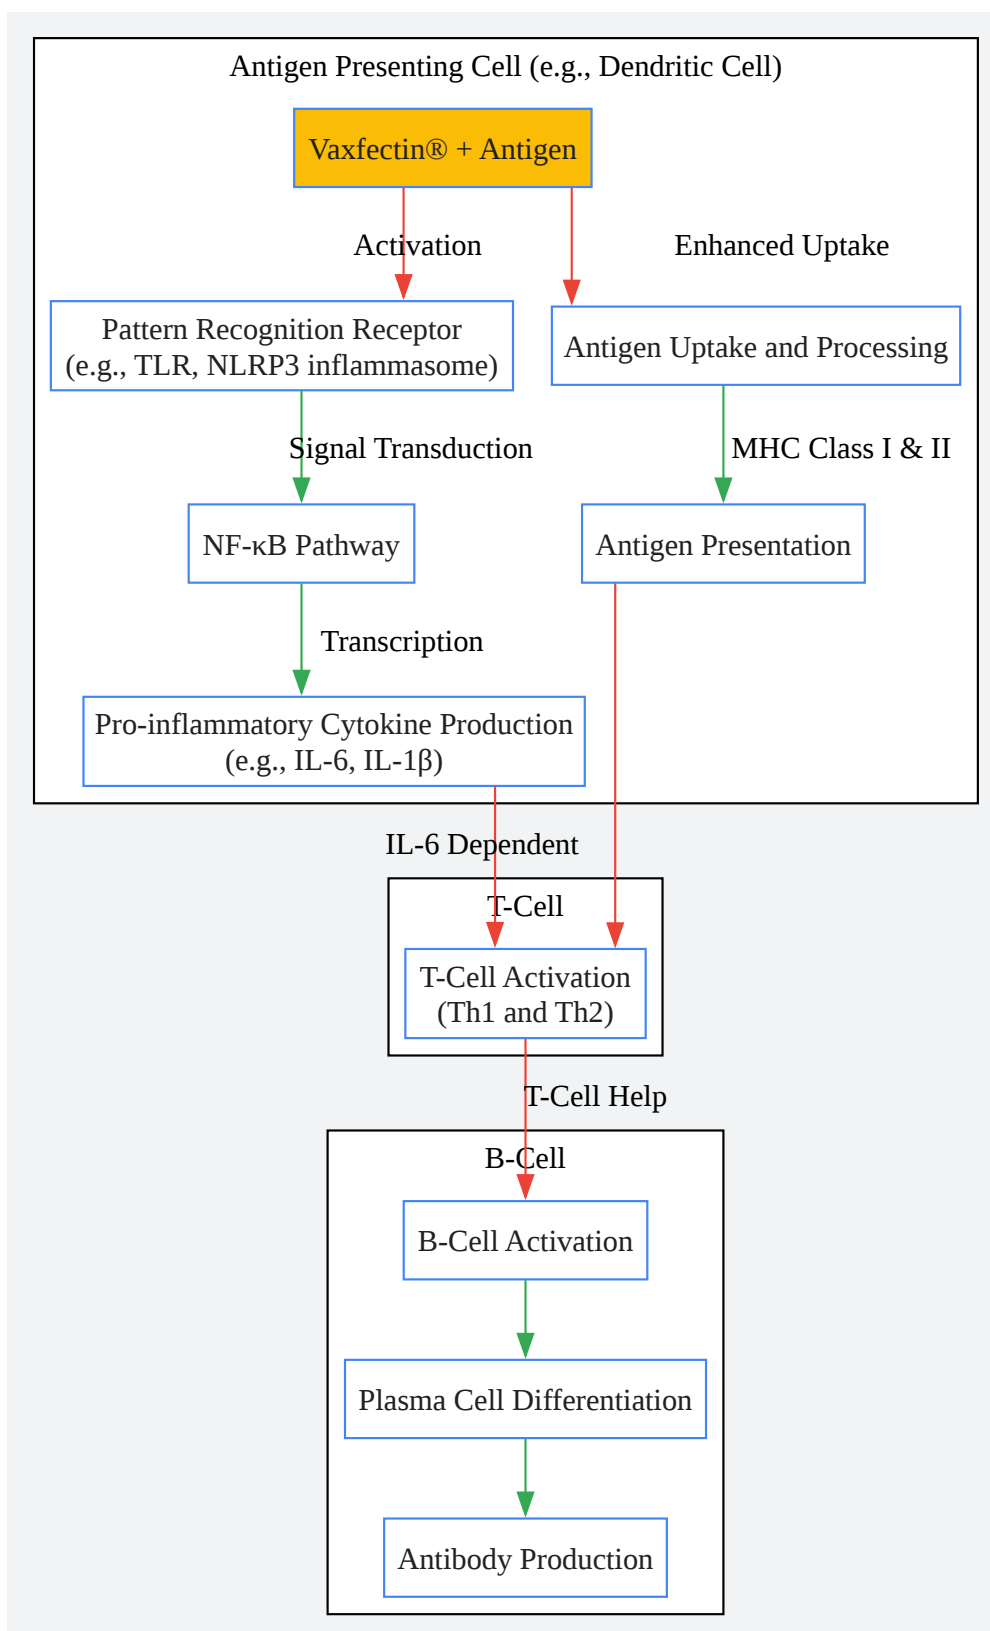 Antigen Presenting Cell (e.g., Dendritic Cell)
Vaxfectin® + Antigen
Activation
Enhanced Uptake
Pattern Recognition Receptor
(e.g., TLR, NLRP3 inflammasome)
Antigen Uptake and Processing
Signal Transduction
MHC Class I & II
NF-κB Pathway
Antigen Presentation
Transcription
Pro-inflammatory Cytokine Production
(e.g., IL-6, IL-1β)
IL-6 Dependent
T-Cell
T-Cell Activation
(Th1 and Th2)
T-Cell Help
B-Cell
B-Cell Activation
Plasma Cell Differentiation
Antibody Production